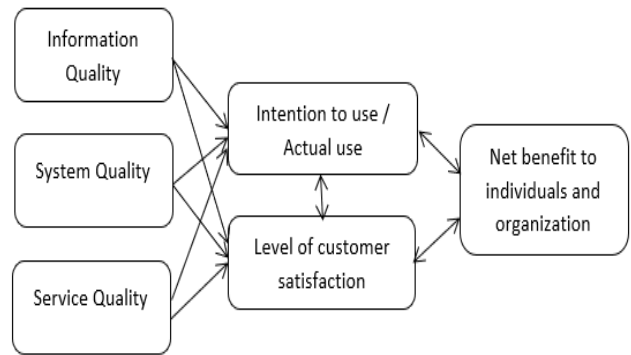 Information
Quality
System Quality
Service Quality
Intention to use /
Actual use
Level of customer
satisfaction
Net benefit to
individuals and
organization